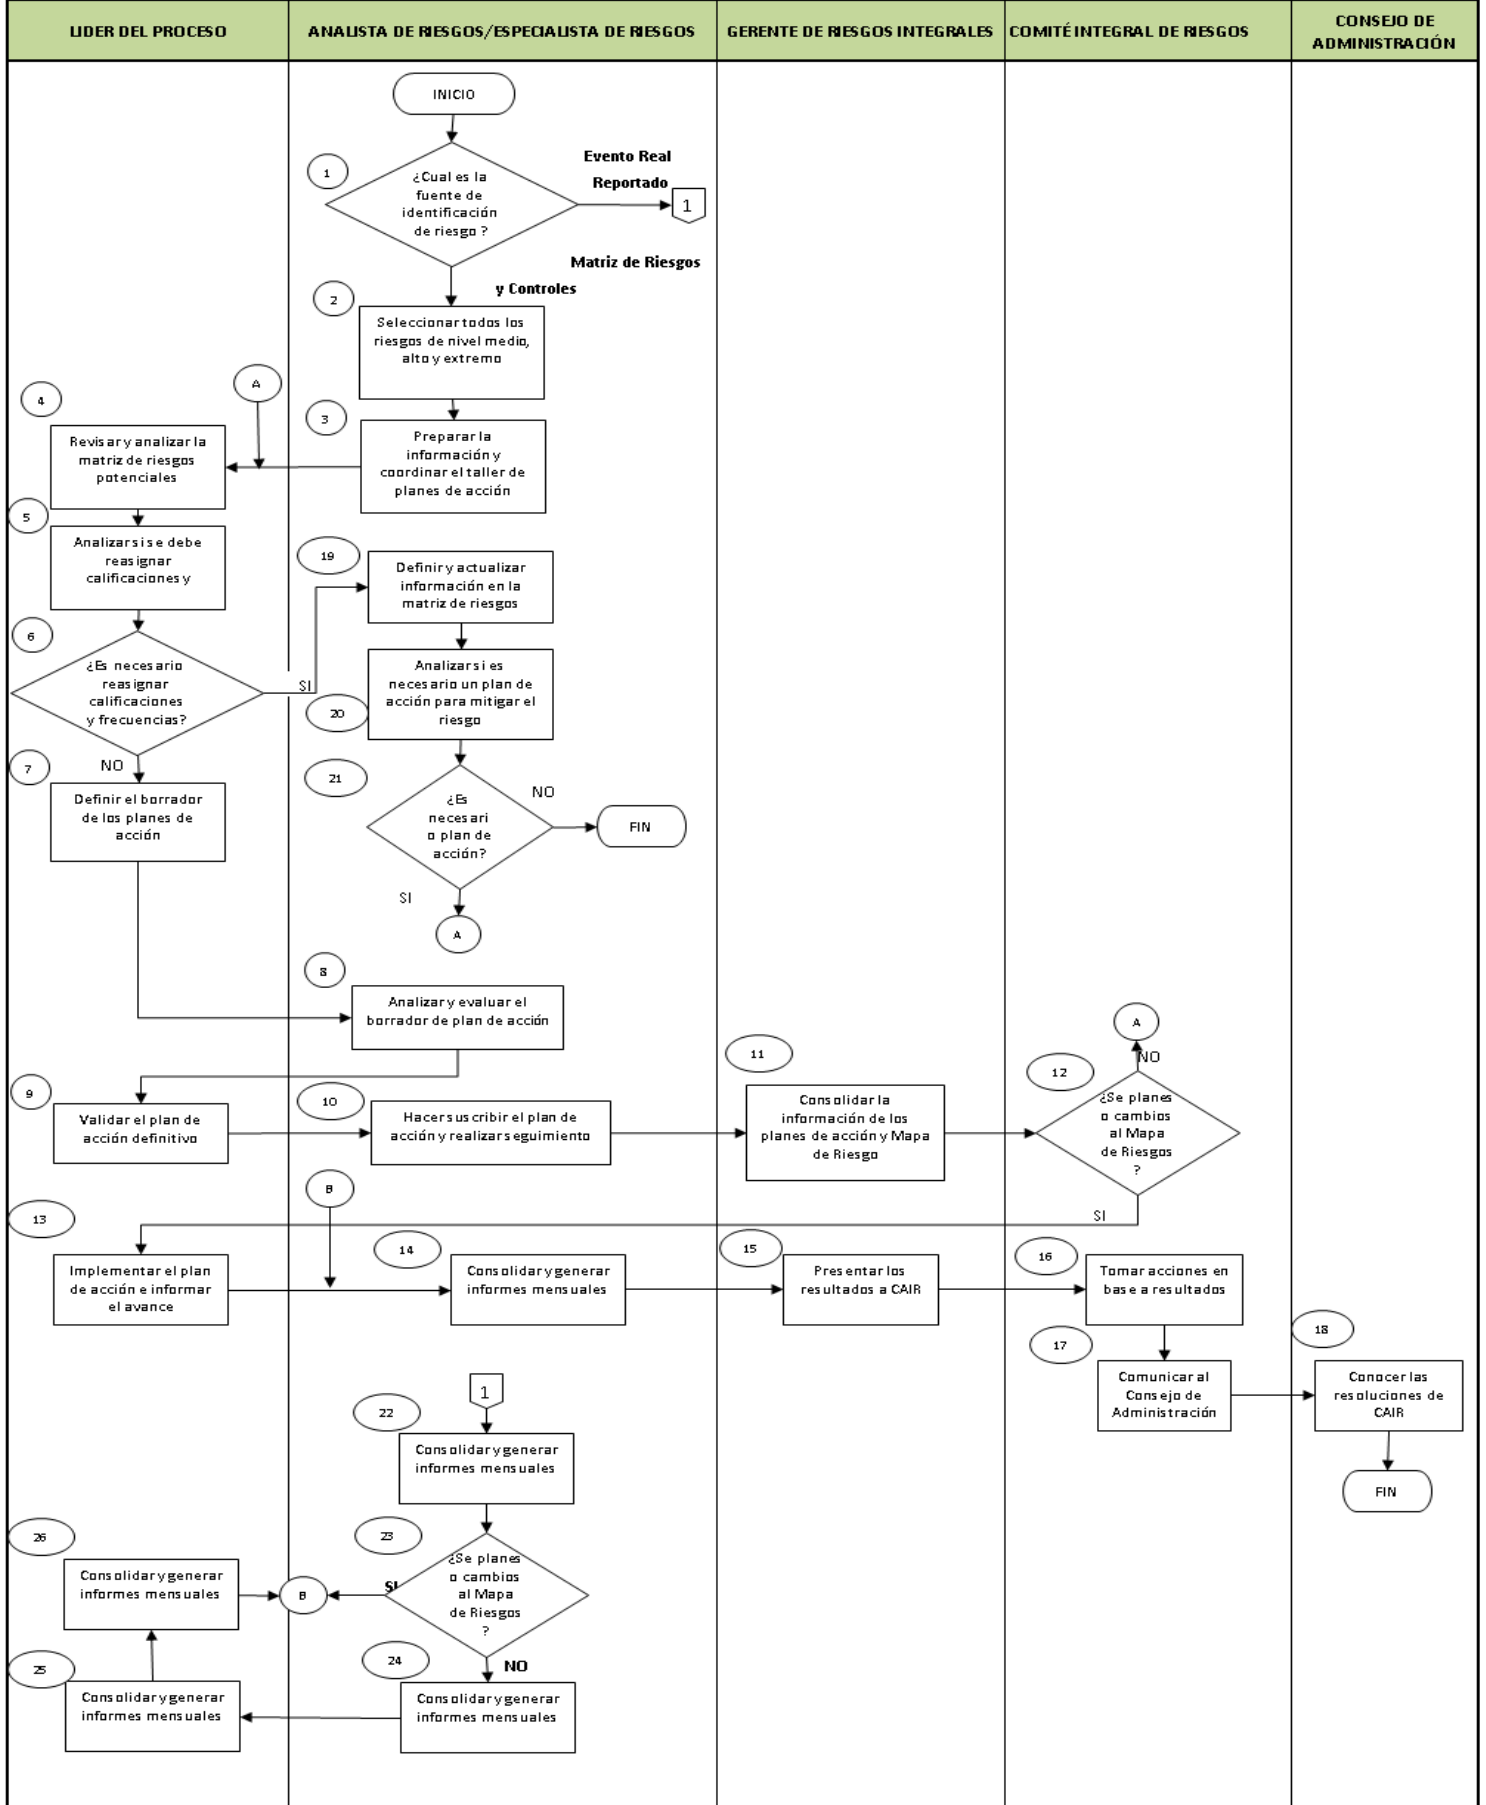 LIDER DEL PROCESO
ANALISTA DE RIESGOS/ESPECIALISTA DE RIESGOS
GERENTE DE RIESGOS INTEGRALES
COMITÉ INTEGRAL DE RIESGOS
CONSEJO DE
ADMINISTRACIÓN
INICIO
1
¿Cual es la
fuente de
identificación
de riesgo ?
Evento Real
Reportado
1
Matriz de Riesgos
y Controles
2
Seleccionar todos los
riesgos de nivel medio,
alto y extremo
3
Preparar la
información y
coordinar el taller de
planes de acción
A
4
Revisar y analizar la
matriz de riesgos
potenciales
5
Analizar si se debe
reasignar
calificaciones y
6
¿Es necesario
reasignar
calificaciones
y frecuencias?
SI
NO
19
Definir y actualizar
información en la
matriz de riesgos
20
Analizar si es
necesario un plan de
acción para mitigar el
riesgo
21
¿Es
necesari
o plan de
acción?
NO
FIN
SI
A
7
Definir el borrador
de los planes de
acción
8
Analizar y evaluar el
borrador de plan de acción
9
Validar el plan de
acción definitivo
10
Hacer suscribir el plan de
acción y realizar seguimiento
11
Consolidar la
información de los
planes de acción y Mapa
de Riesgo
A
NO
12
¿Se planes
o cambios
al Mapa
de Riesgos
?
SI
B
13
Implementar el plan
de acción e informar
el avance
14
Consolidar y generar
informes mensuales
15
Presentar los
resultados a CAIR
16
Tomar acciones en
base a resultados
17
Comunicar al
Consejo de
Administración
18
Conocer las
resoluciones de
CAIR
FIN
1
22
Consolidar y generar
informes mensuales
23
¿Se planes
o cambios
al Mapa
de Riesgos
?
SI
B
NO
24
Consolidar y generar
informes mensuales
25
Consolidar y generar
informes mensuales
26
Consolidar y generar
informes mensuales